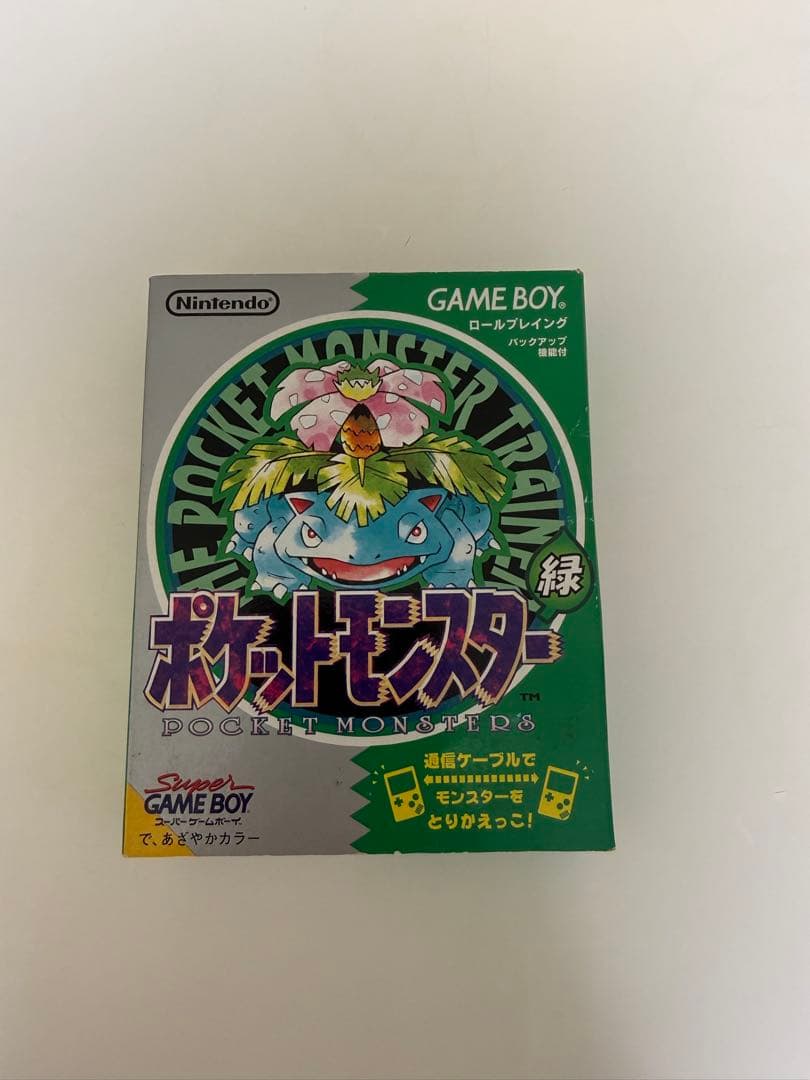 Nintendo
GAME BOY®
ロールプレイング
バックアップ
機能付
THE POCKET MONSTER TRAINER
緑
ポケットモンスター
TM
POCKET MONSTERS
通信ケーブルで
モンスターを
とりかえっこ!
Super
GAME BOY
スーパーゲームボーイ
で、あざやかカラー